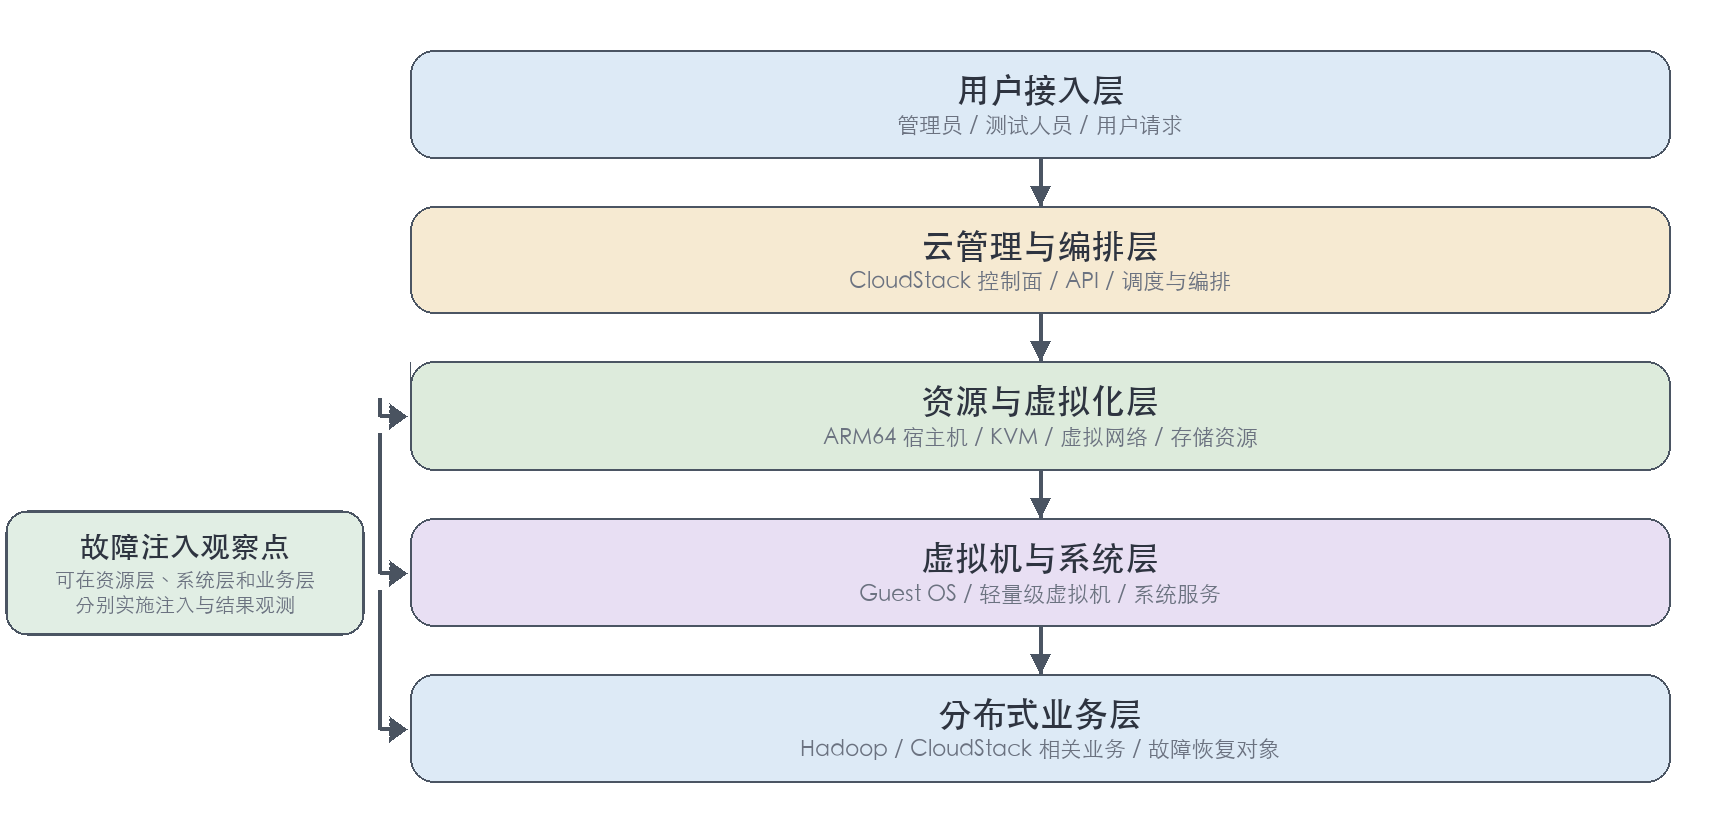 用户接入层
管理员 / 测试人员 / 用户请求
云管理与编排层
CloudStack 控制面 / API / 调度与编排
资源与虚拟化层
ARM64 宿主机 / KVM / 虚拟网络 / 存储资源
故障注入观察点
可在资源层、系统层和业务层
分别实施注入与结果观测
虚拟机与系统层
Guest OS / 轻量级虚拟机 / 系统服务
分布式业务层
Hadoop / CloudStack 相关业务 / 故障恢复对象